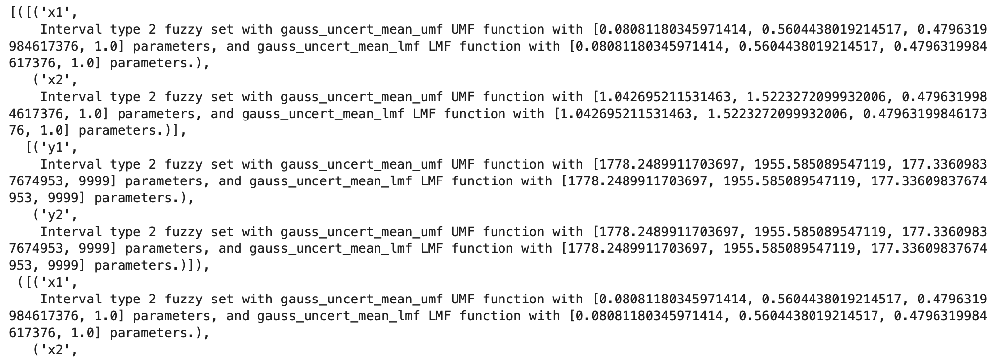 [([('x1',
    Interval type 2 fuzzy set with gauss_uncert_mean_umf UMF function with [0.08081180345971414, 0.5604438019214517, 0.4796319
984617376, 1.0] parameters, and gauss_uncert_mean_lmf LMF function with [0.08081180345971414, 0.5604438019214517, 0.4796319984
617376, 1.0] parameters.),
   ('x2',
    Interval type 2 fuzzy set with gauss_uncert_mean_umf UMF function with [1.042695211531463, 1.5223272099932006, 0.479631998
4617376, 1.0] parameters, and gauss_uncert_mean_lmf LMF function with [1.042695211531463, 1.5223272099932006, 0.47963199846173
76, 1.0] parameters.)],
  [('y1',
    Interval type 2 fuzzy set with gauss_uncert_mean_umf UMF function with [1778.2489911703697, 1955.585089547119, 177.3360983
7674953, 9999] parameters, and gauss_uncert_mean_lmf LMF function with [1778.2489911703697, 1955.585089547119, 177.33609837674
953, 9999] parameters.),
   ('y2',
    Interval type 2 fuzzy set with gauss_uncert_mean_umf UMF function with [1778.2489911703697, 1955.585089547119, 177.3360983
7674953, 9999] parameters, and gauss_uncert_mean_lmf LMF function with [1778.2489911703697, 1955.585089547119, 177.33609837674
953, 9999] parameters.)]),
 ([('x1',
    Interval type 2 fuzzy set with gauss_uncert_mean_umf UMF function with [0.08081180345971414, 0.5604438019214517, 0.4796319
984617376, 1.0] parameters, and gauss_uncert_mean_lmf LMF function with [0.08081180345971414, 0.5604438019214517, 0.4796319984
617376, 1.0] parameters.),
   ('x2',